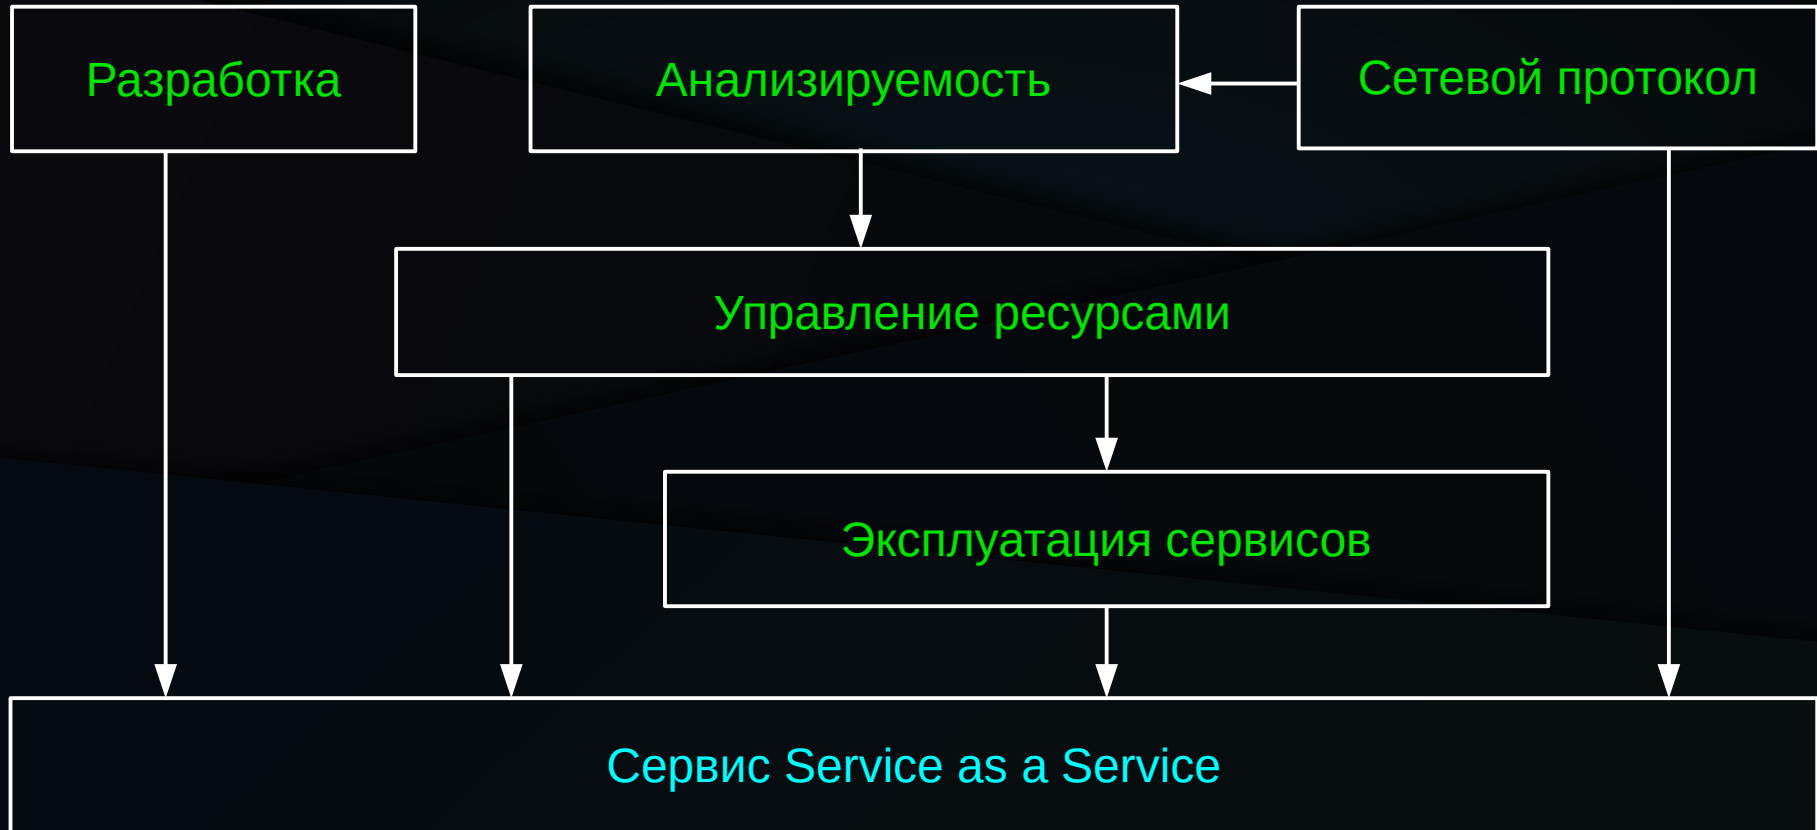 Разработка
Анализируемость
Сетевой протокол
Управление ресурсами
Эксплуатация сервисов
Сервис Service as a Service